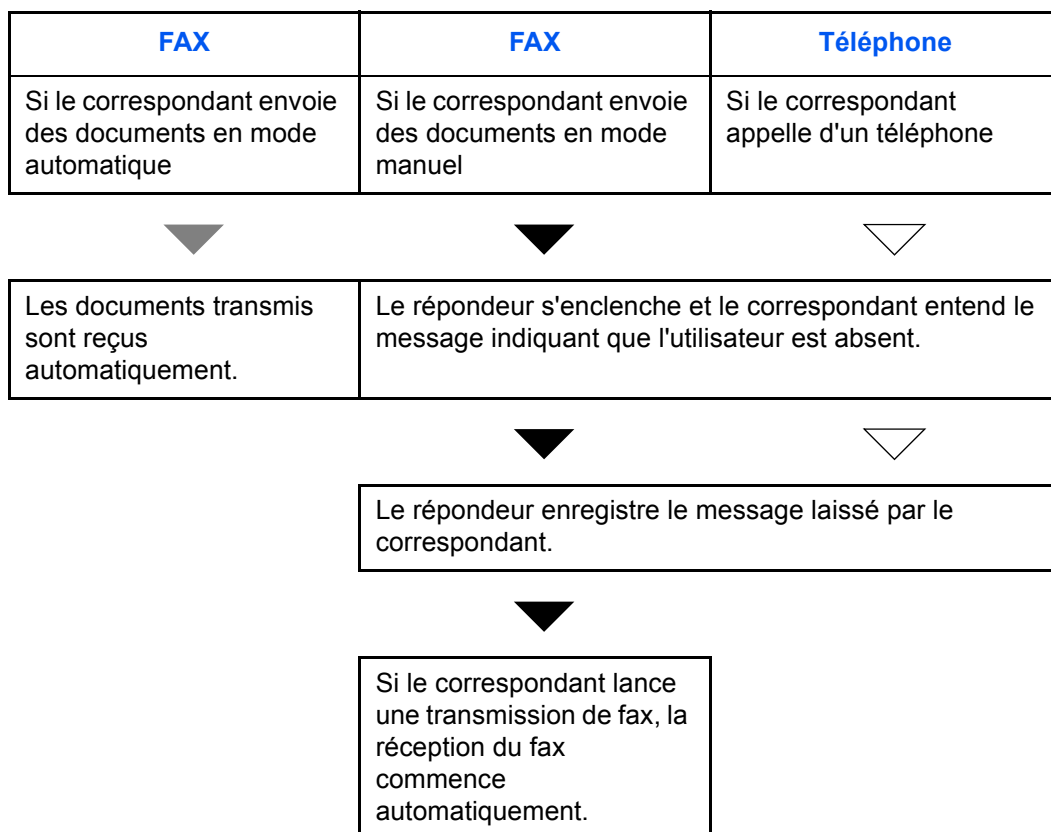 FAX
FAX
Téléphone
Si le correspondant envoie
des documents en mode
automatique
Si le correspondant envoie
des documents en mode
manuel
Si le correspondant
appelle d'un téléphone
Les documents transmis
sont reçus
automatiquement.
Le répondeur s'enclenche et le correspondant entend le
message indiquant que l'utilisateur est absent.
Le répondeur enregistre le message laissé par le
correspondant.
Si le correspondant lance
une transmission de fax, la
réception du fax
commence
automatiquement.